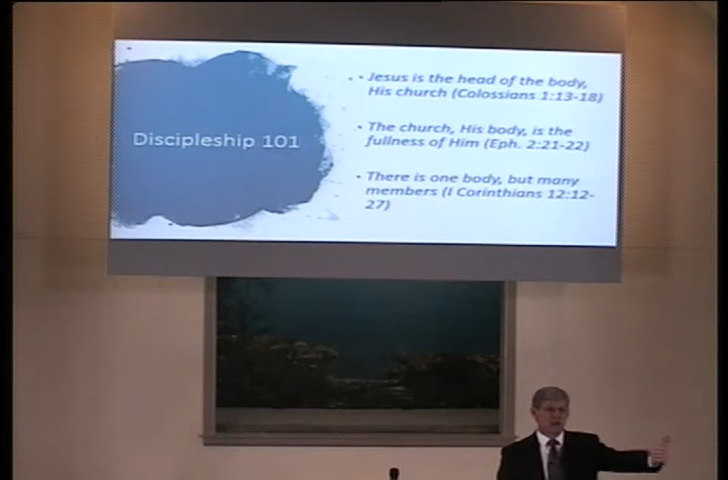 Discipleship 101
• • Jesus is the head of the body,
His church (Colossians 1:13-18)
• The church, His body, is the
fullness of Him (Eph. 2:21-22)
• There is one body, but many
members (I Corinthians 12:12-
27)